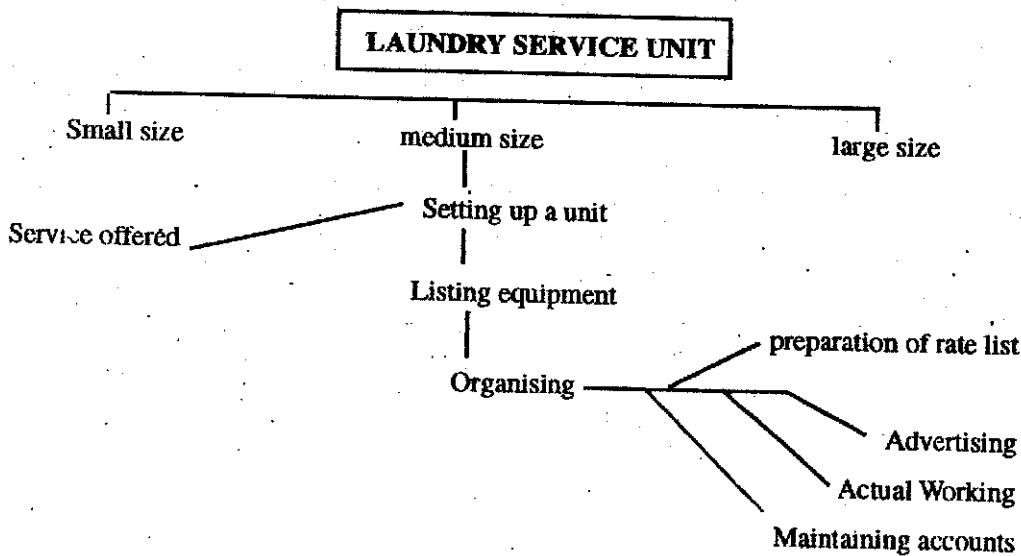 LAUNDRY SERVICE UNIT
Small size
medium size
large size
Setting up a unit
Service offered
Listing equipment
preparation of rate list
Organising
Advertising
Actual Working
Maintaining accounts